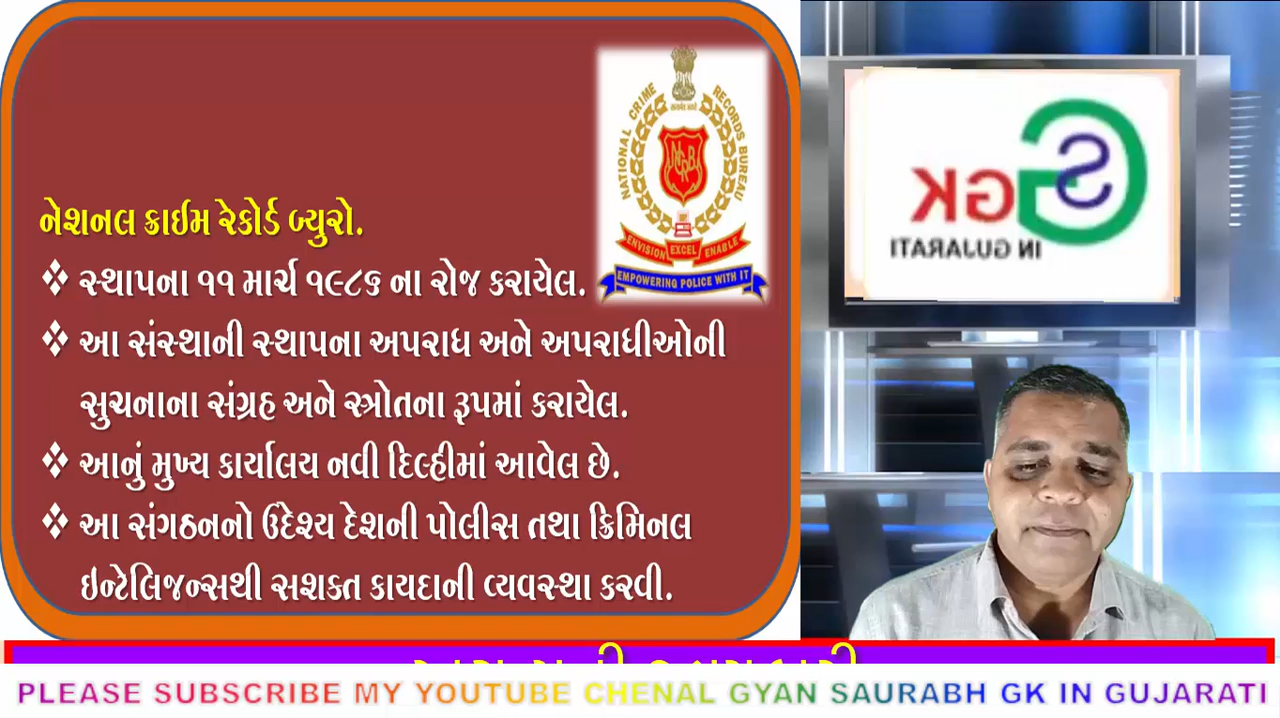 NATIONAL CRIME RECORDS BUREAU
NCRB
ENVISION EXCEL ENABLE
EMPOWERING POLICE WITH IT
નેશનલ ક્રાઈમ રેકોર્ડ બ્યુરો.
❖ સ્થાપના ૧૧ માર્ચ ૧૯૮૬ ના રોજ કરાયેલ.
❖ આ સંસ્થાની સ્થાપના અપરાધ અને અપરાધીઓની
સુચનાના સંગ્રહ અને સ્ત્રોતના રૂપમાં કરાયેલ.
❖ આનું મુખ્ય કાર્યાલય નવી દિલ્હીમાં આવેલ છે.
❖ આ સંગઠનનો ઉદેશ્ય દેશની પોલીસ તથા ક્રિમિનલ
ઇન્ટેલિજન્સથી સશક્ત કાયદાની વ્યવસ્થા કરવી.
GS GK
IN GUJARATI
PLEASE SUBSCRIBE MY YOUTUBE CHENAL GYAN SAURABH GK IN GUJARATI